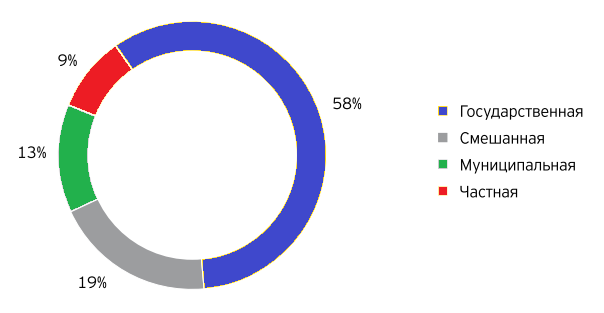 9%
58%
13%
19%
Государственная
Смешанная
Муниципальная
Частная